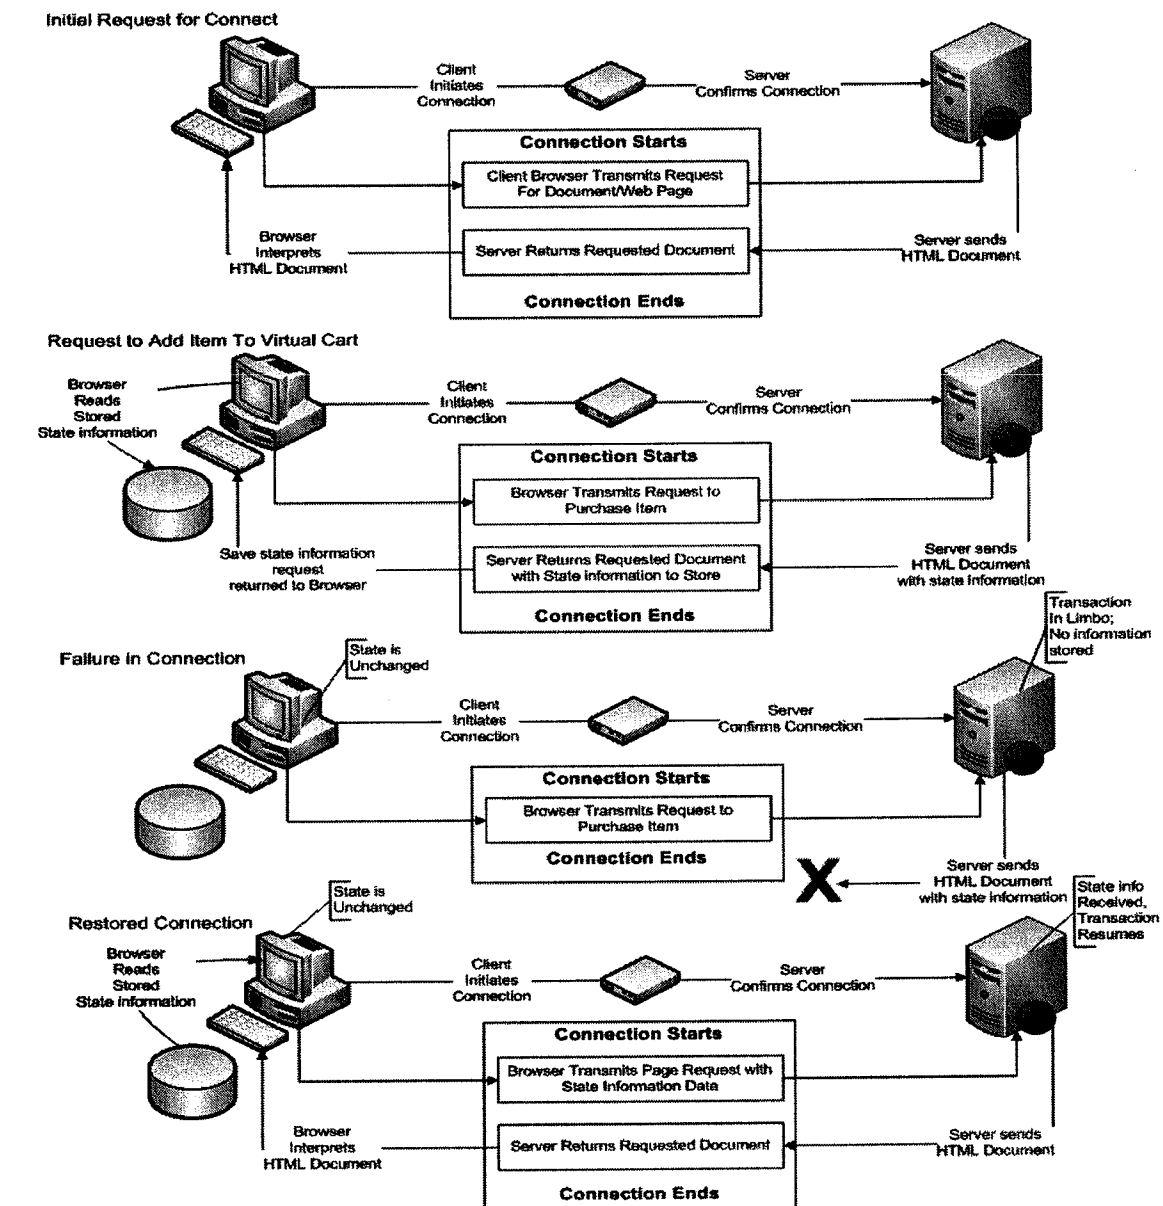 Initial Request for Connect
Client
Initiates
Connection
Server
Confirms Connection
Connection Starts
Client Browser Transmits Request
For Document/Web Page
Browser
Interprets
HTML Document
Server Returns Requested Document
Server sends
HTML Document
Connection Ends
Request to Add Item To Virtual Cart
Browser
Reads
Stored
State information
Client
Initiates
Connection
Server
Confirms Connection
Connection Starts
Browser Transmits Request to
Purchase Item
Save state information
request
returned to Browser
Server Returns Requested Document
with State information to Store
Server sends
HTML Document
with state information
Connection Ends
Transaction
In Limbo;
No information
stored
Failure in Connection
State is
Unchanged
Client
Initiates
Connection
Server
Confirms Connection
Connection Starts
Browser Transmits Request to
Purchase Item
Connection Ends
X
Server sends
HTML Document
with state information
State is
Unchanged
State info
Received,
Transaction
Resumes
Restored Connection
Browser
Reads
Stored
State information
Client
Initiates
Connection
Server
Confirms Connection
Connection Starts
Browser Transmits Page Request with
State Information Data
Browser
Interprets
HTML Document
Server Returns Requested Document
Server sends
HTML Document
Connection Ends